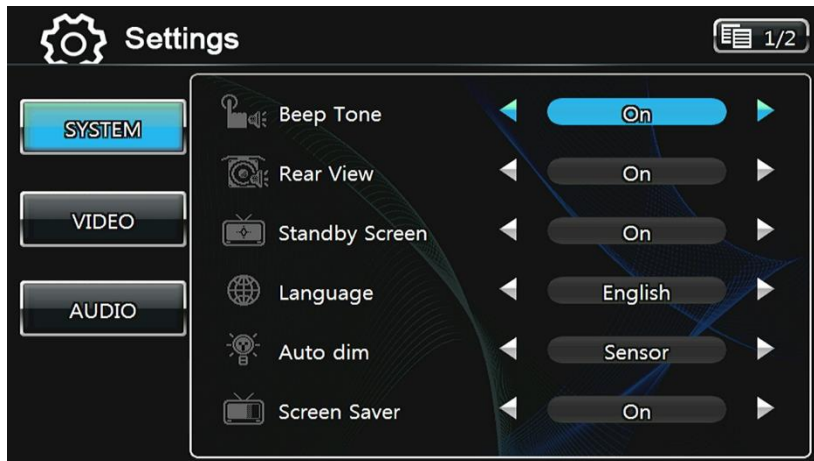 Settings
1/2
SYSTEM
VIDEO
AUDIO
Beep Tone On
Rear View On
Standby Screen On
Language English
Auto dim Sensor
Screen Saver On